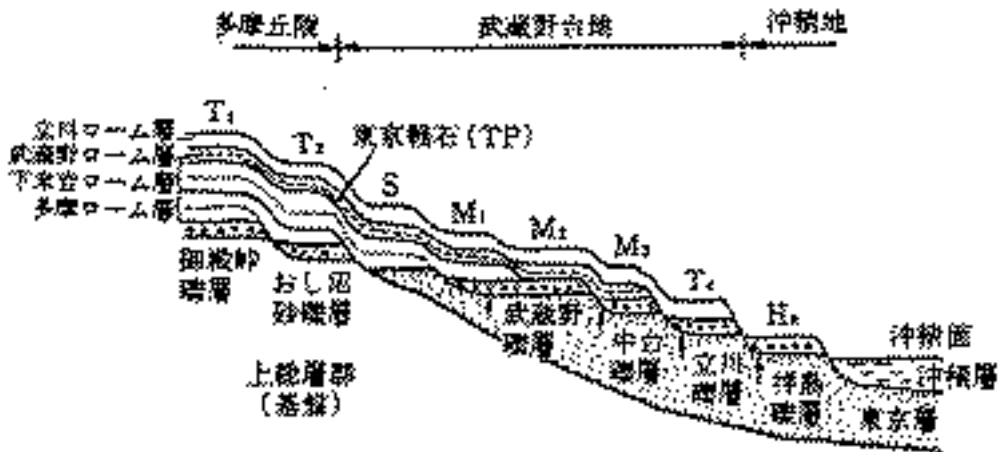 多摩丘陵
武蔵野台地
沖積地
T₁
立川ローム層
武蔵野ローム層
下末吉ローム層
多摩ローム層
T₂
東京軽石(TP)
S
M₁
M₂
M₃
Tc
御殿峠
礫層
おし沼
砂礫層
武蔵野
礫層
中台
礫層
立川
礫層
礫層
沖積面
沖積層
東京層
上総層群
(基盤)